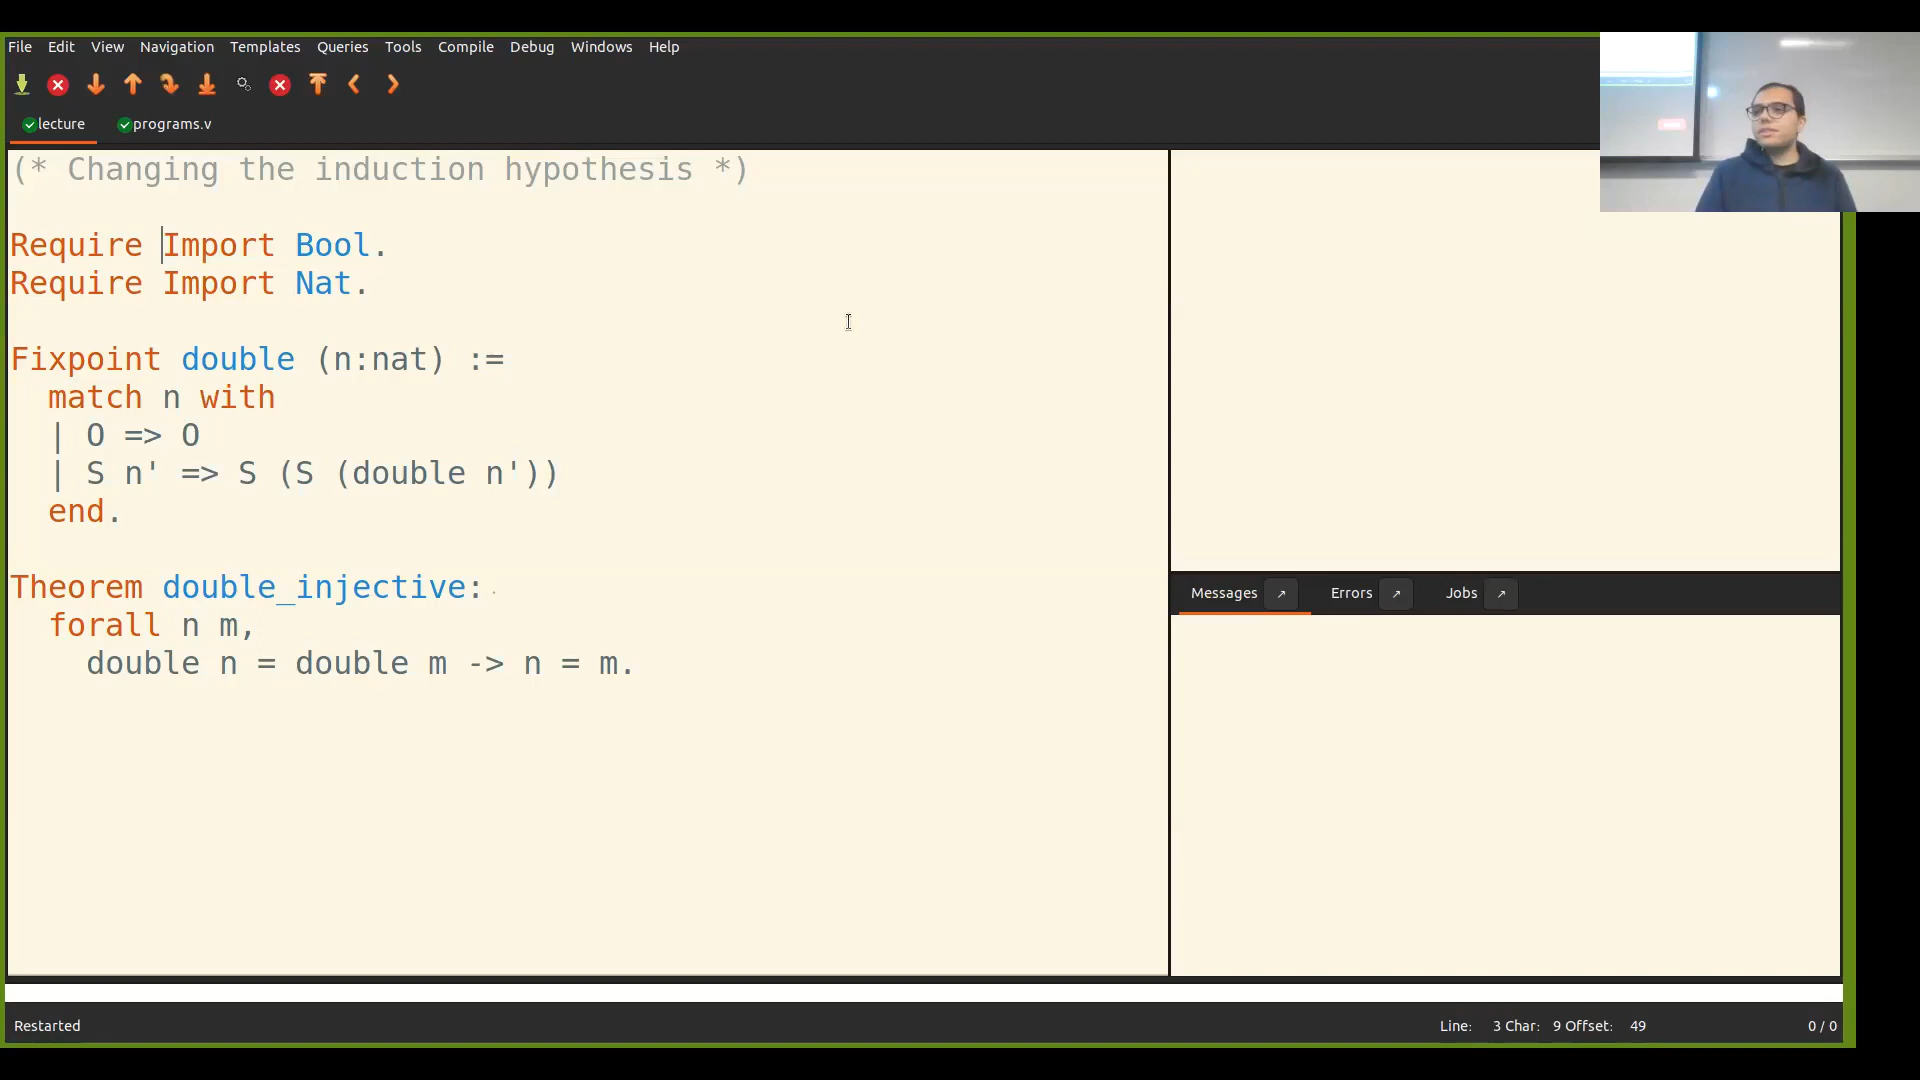 File Edit View Navigation Templates Queries Tools Compile Debug Windows Help
lecture programs.v
(* Changing the induction hypothesis *)
Require Import Bool.
Require Import Nat.
Fixpoint double (n:nat) :=
match n with
| O => O
| S n' => S (S (double n'))
end.
Theorem double_injective:
forall n m,
double n = double m -> n = m.
Messages Errors Jobs
Restarted Line: 3 Char: 9 Offset: 49 0 / 0